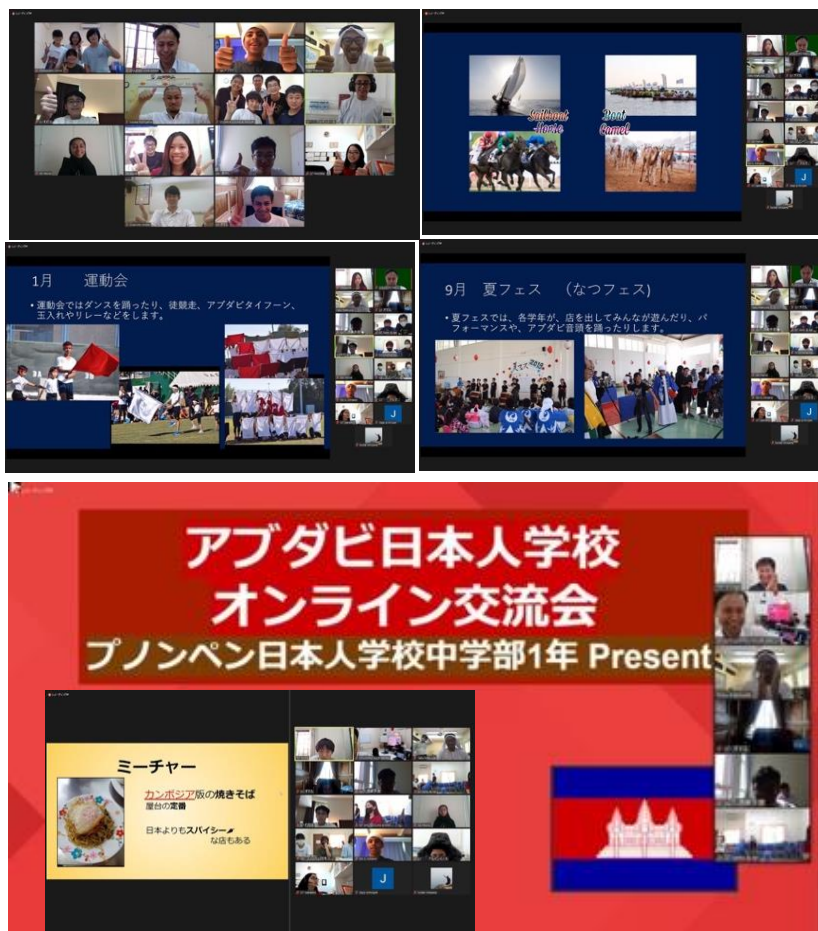 Sailboat
Boat
Horse
Camel
1月　運動会
・運動会ではダンスを踊ったり、徒競走、アブダビタイフーン、
玉入れやリレーなどをします。
9月　夏フェス　(なつフェス)
・夏フェスでは、各学年が、店を出してみんなが遊んだり、パ
フォーマンスや、アブダビ音頭を踊ったりします。
アブダビ日本人学校
オンライン交流会
プノンペン日本人学校中学部1年 Present
ミーチャー
カンボジア版の焼きそば
屋台の定番
日本よりもスパイシー
な店もある
J
J
J
J